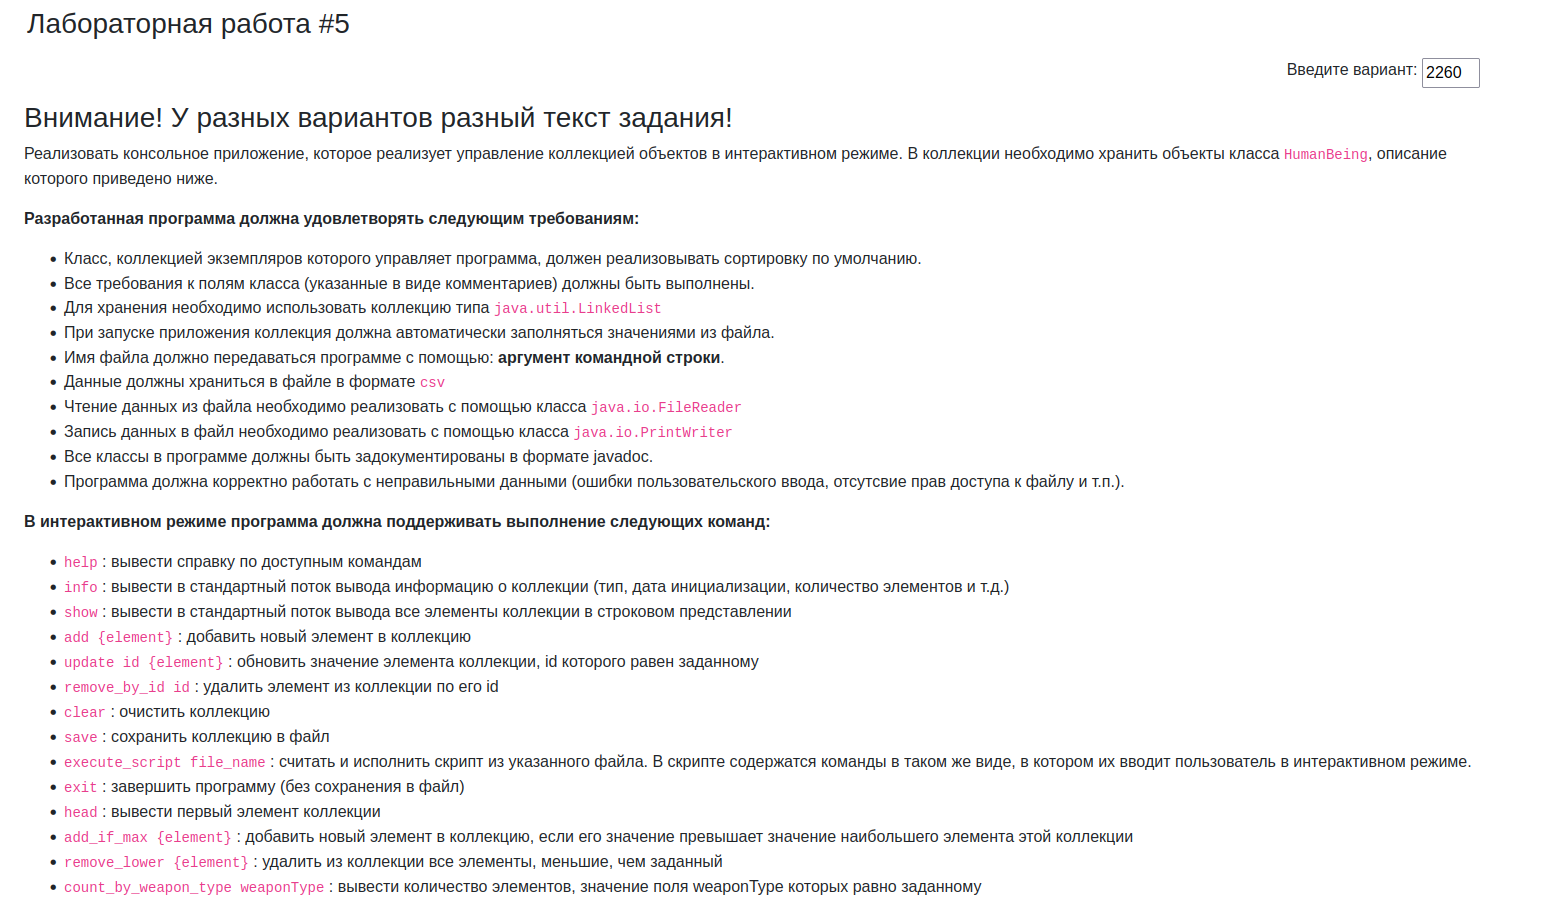 Лабораторная работа #5
Введите вариант: 2260
Внимание! У разных вариантов разный текст задания!
Реализовать консольное приложение, которое реализует управление коллекцией объектов в интерактивном режиме. В коллекции необходимо хранить объекты класса HumanBeing, описание
которого приведено ниже.
Разработанная программа должна удовлетворять следующим требованиям:
• Класс, коллекцией экземпляров которого управляет программа, должен реализовывать сортировку по умолчанию.
• Все требования к полям класса (указанные в виде комментариев) должны быть выполнены.
• Для хранения необходимо использовать коллекцию типа java.util.LinkedList
• При запуске приложения коллекция должна автоматически заполняться значениями из файла.
• Имя файла должно передаваться программе с помощью: аргумент командной строки.
• Данные должны храниться в файле в формате csv
• Чтение данных из файла необходимо реализовать с помощью класса java.io.FileReader
• Запись данных в файл необходимо реализовать с помощью класса java.io.PrintWriter
• Все классы в программе должны быть задокументированы в формате javadoc.
• Программа должна корректно работать с неправильными данными (ошибки пользовательского ввода, отсутсвие прав доступа к файлу и т.п.).
В интерактивном режиме программа должна поддерживать выполнение следующих команд:
• help : вывести справку по доступным командам
• info : вывести в стандартный поток вывода информацию о коллекции (тип, дата инициализации, количество элементов и т.д.)
• show : вывести в стандартный поток вывода все элементы коллекции в строковом представлении
• add {element} : добавить новый элемент в коллекцию
• update id {element} : обновить значение элемента коллекции, id которого равен заданному
• remove_by_id id : удалить элемент из коллекции по его id
• clear : очистить коллекцию
• save : сохранить коллекцию в файл
• execute_script file_name : считать и исполнить скрипт из указанного файла. В скрипте содержатся команды в таком же виде, в котором их вводит пользователь в интерактивном режиме.
• exit : завершить программу (без сохранения в файл)
• head : вывести первый элемент коллекции
• add_if_max {element} : добавить новый элемент в коллекцию, если его значение превышает значение наибольшего элемента этой коллекции
• remove_lower {element} : удалить из коллекции все элементы, меньшие, чем заданный
• count_by_weapon_type weaponType : вывести количество элементов, значение поля weaponType которых равно заданному